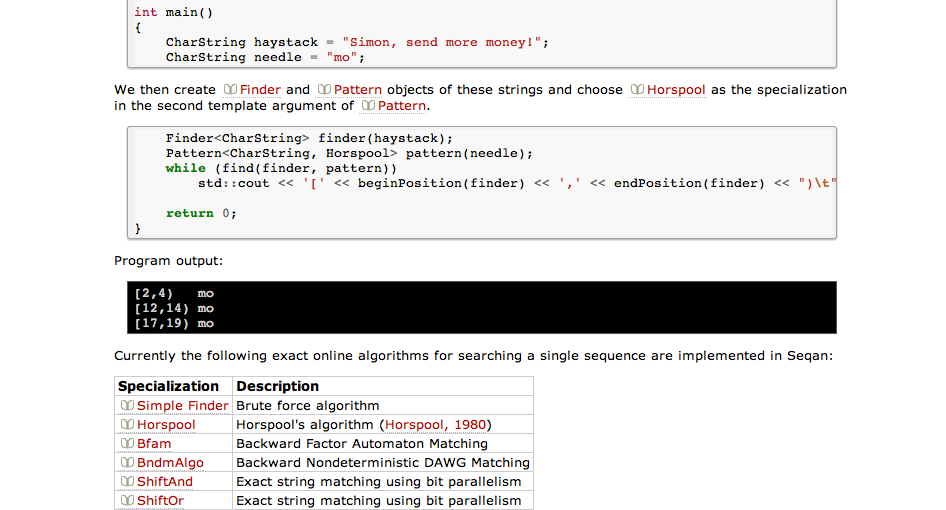 int main()
{
    CharString haystack = "Simon, send more money!";
    CharString needle = "mo";
We then create Finder and Pattern objects of these strings and choose Horspool as the specialization
in the second template argument of Pattern.
    Finder<CharString> finder(haystack);
    Pattern<CharString, Horspool> pattern(needle);
    while (find(finder, pattern))
        std::cout << '[' << beginPosition(finder) << ',' << endPosition(finder) << ")\t"
    return 0;
}
Program output:
[2,4)   mo
[12,14) mo
[17,19) mo
Currently the following exact online algorithms for searching a single sequence are implemented in Seqan:
Specialization Description
Simple Finder Brute force algorithm
Horspool Horspool's algorithm (Horspool, 1980)
Bfam Backward Factor Automaton Matching
BndmAlgo Backward Nondeterministic DAWG Matching
ShiftAnd Exact string matching using bit parallelism
ShiftOr Exact string matching using bit parallelism